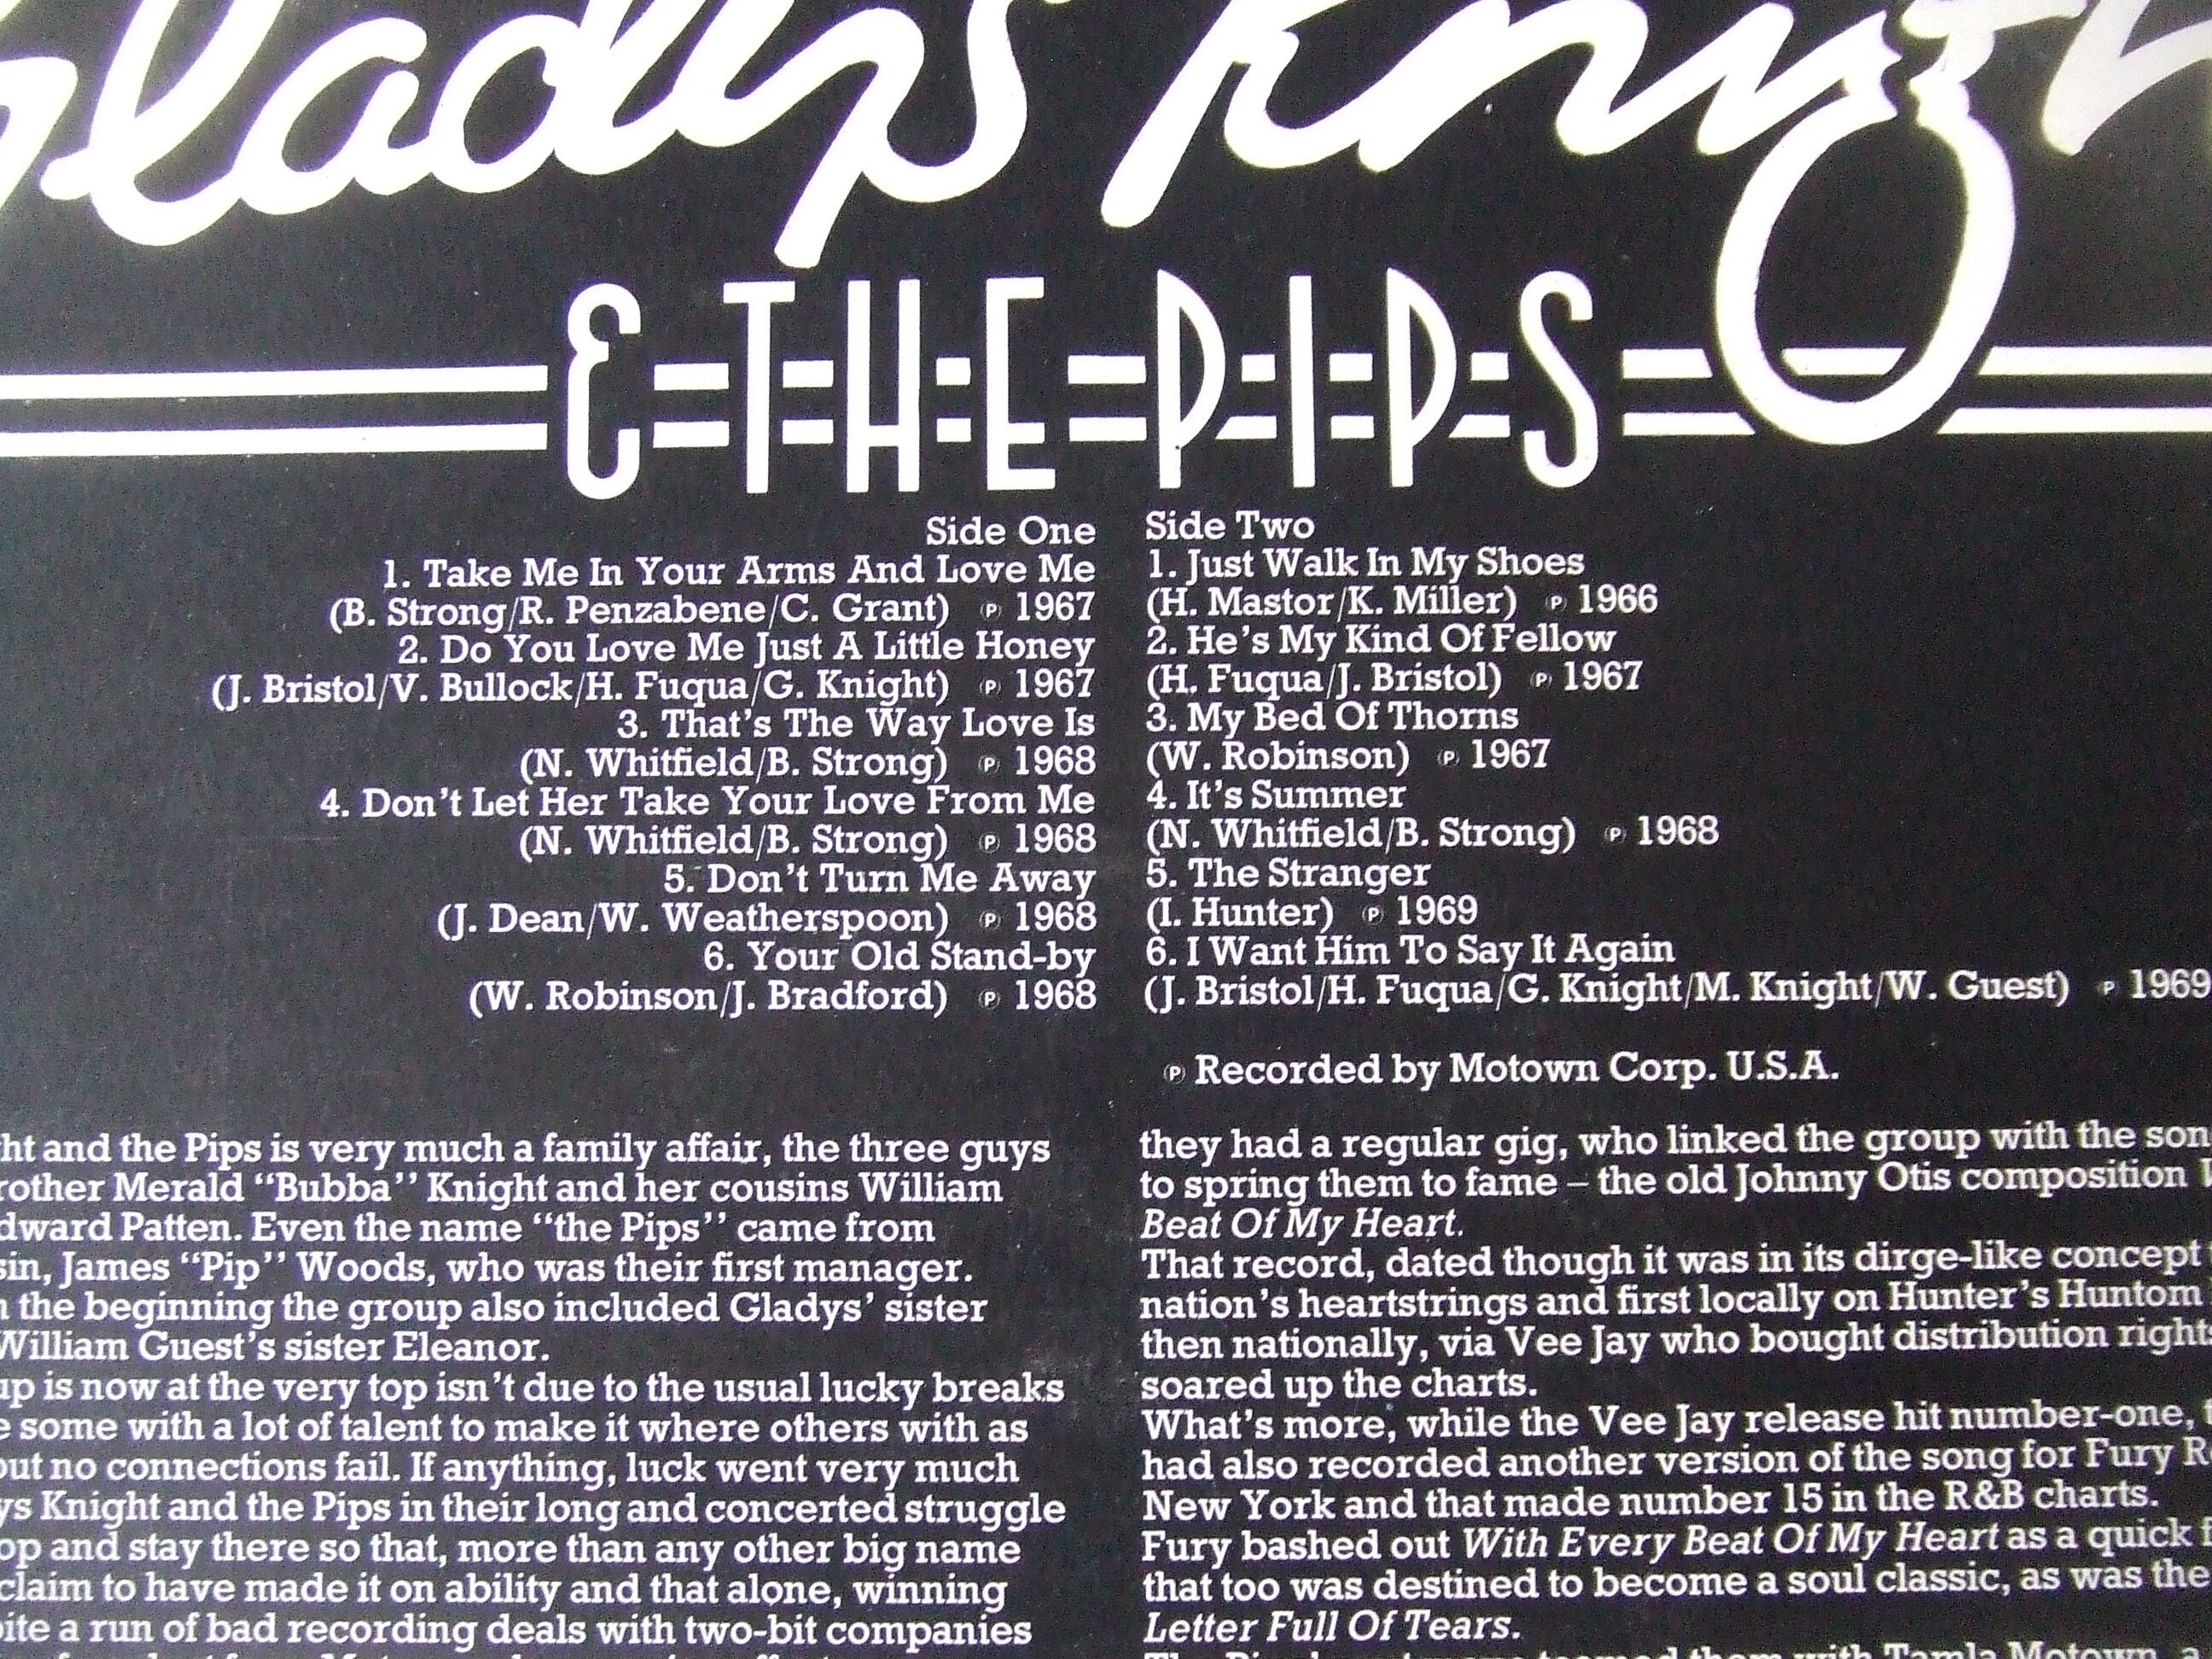 Gladys Knight
& THE PIPS
Side One
1. Take Me In Your Arms And Love Me
(B. Strong/R. Penzabene/C. Grant) ℗ 1967
2. Do You Love Me Just A Little Honey
(J. Bristol/V. Bullock/H. Fuqua/G. Knight) ℗ 1967
3. That's The Way Love Is
(N. Whitfield/B. Strong) ℗ 1968
4. Don't Let Her Take Your Love From Me
(N. Whitfield/B. Strong) ℗ 1968
5. Don't Turn Me Away
(J. Dean/W. Weatherspoon) ℗ 1968
6. Your Old Stand-by
(W. Robinson/J. Bradford) ℗ 1968
Side Two
1. Just Walk In My Shoes
(H. Mastor/K. Miller) ℗ 1966
2. He's My Kind Of Fellow
(H. Fuqua/J. Bristol) ℗ 1967
3. My Bed Of Thorns
(W. Robinson) ℗ 1967
4. It's Summer
(N. Whitfield/B. Strong) ℗ 1968
5. The Stranger
(I. Hunter) ℗ 1969
6. I Want Him To Say It Again
(J. Bristol/H. Fuqua/G. Knight/M. Knight/W. Guest) ℗ 1969
℗ Recorded by Motown Corp. U.S.A.
ht and the Pips is very much a family affair, the three guys
rother Merald “Bubba” Knight and her cousins William
dward Patten. Even the name “the Pips” came from
sin, James “Pip” Woods, who was their first manager.
the beginning the group also included Gladys' sister
William Guest's sister Eleanor.
up is now at the very top isn't due to the usual lucky breaks
e some with a lot of talent to make it where others with as
out no connections fail. If anything, luck went very much
ys Knight and the Pips in their long and concerted struggle
op and stay there so that, more than any other big name
claim to have made it on ability and that alone, winning
ite a run of bad recording deals with two-bit companies
they had a regular gig, who linked the group with the son
to spring them to fame – the old Johnny Otis composition
Beat Of My Heart.
That record, dated though it was in its dirge-like concept
nation's heartstrings and first locally on Hunter's Huntom
then nationally, via Vee Jay who bought distribution right
soared up the charts.
What's more, while the Vee Jay release hit number-one,
had also recorded another version of the song for Fury R
New York and that made number 15 in the R&B charts.
Fury bashed out With Every Beat Of My Heart as a quick
that too was destined to become a soul classic, as was the
Letter Full Of Tears.
them with Tamla Motown, a